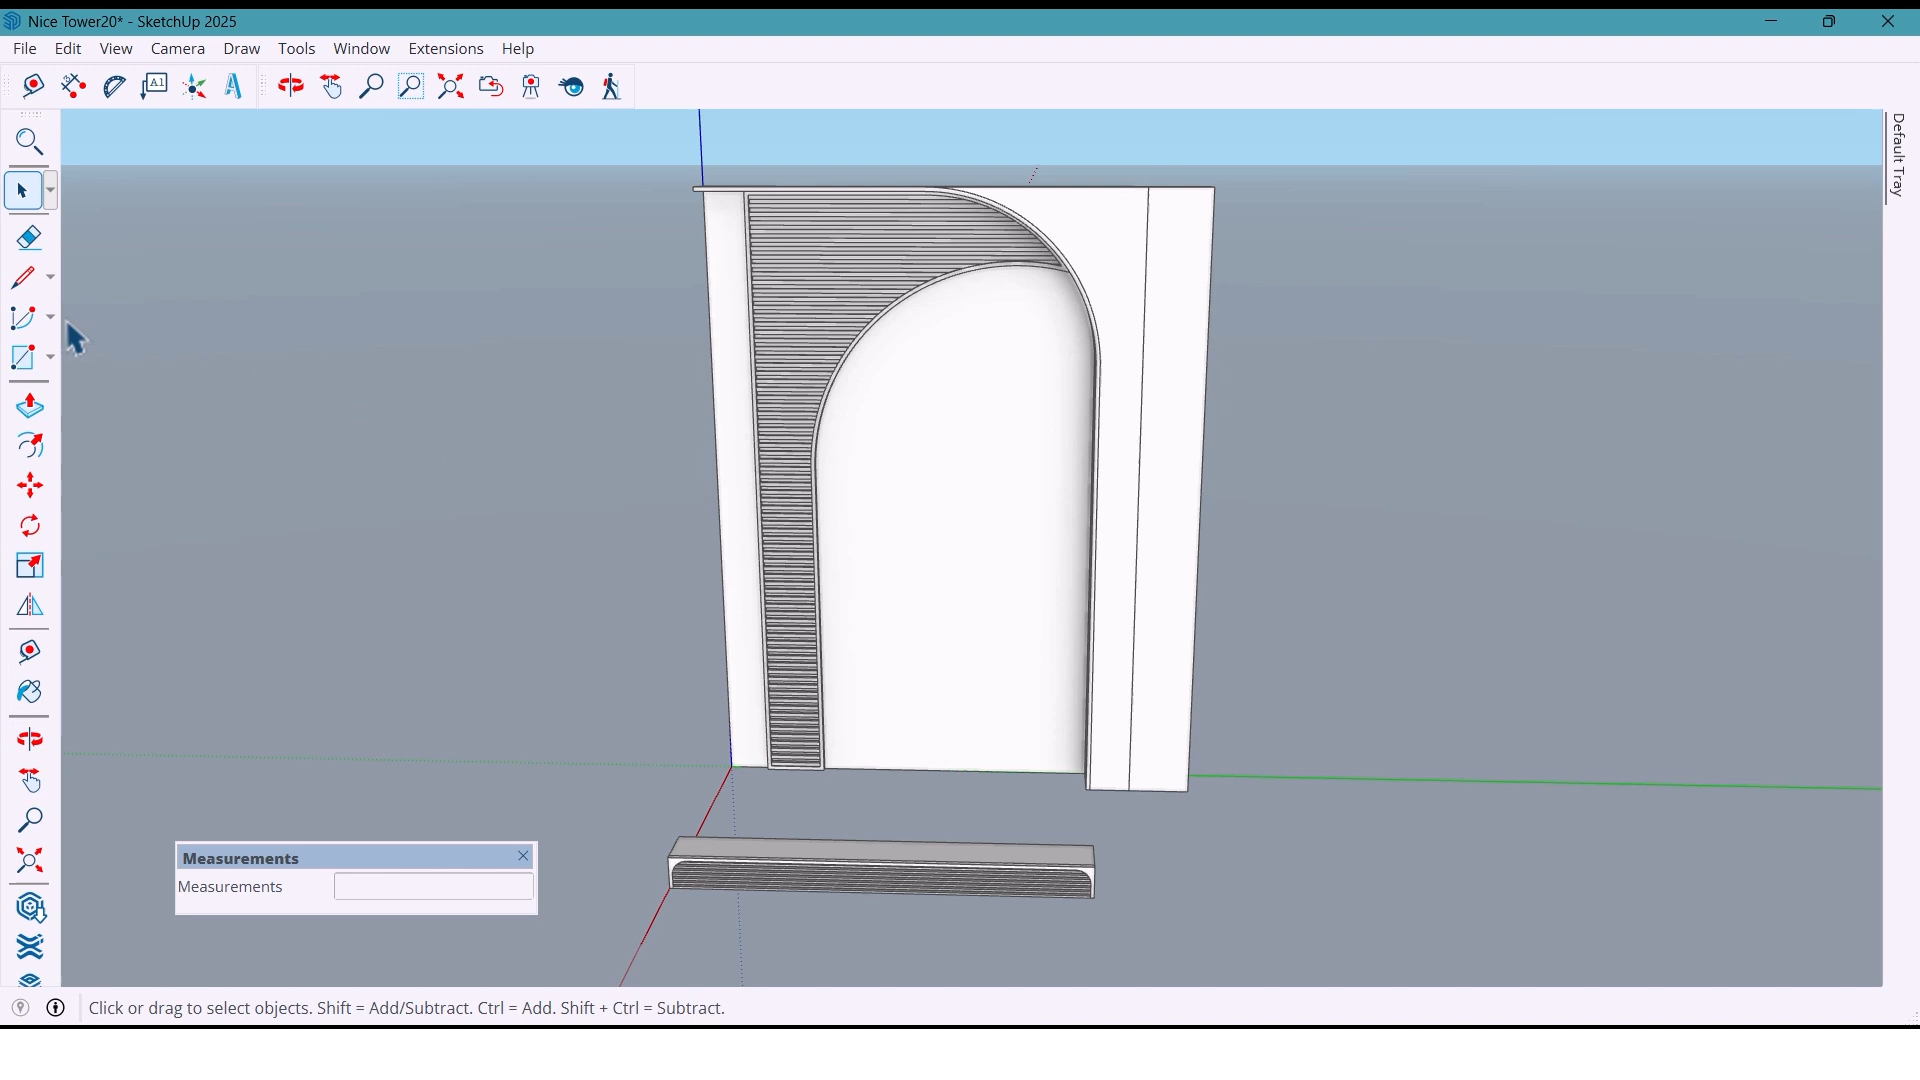 Nice Tower20* - SketchUp 2025
File Edit View Camera Draw Tools Window Extensions Help
A1
Default Tray
Measurements
Measurements
Click or drag to select objects. Shift = Add/Subtract. Ctrl = Add. Shift + Ctrl = Subtract.